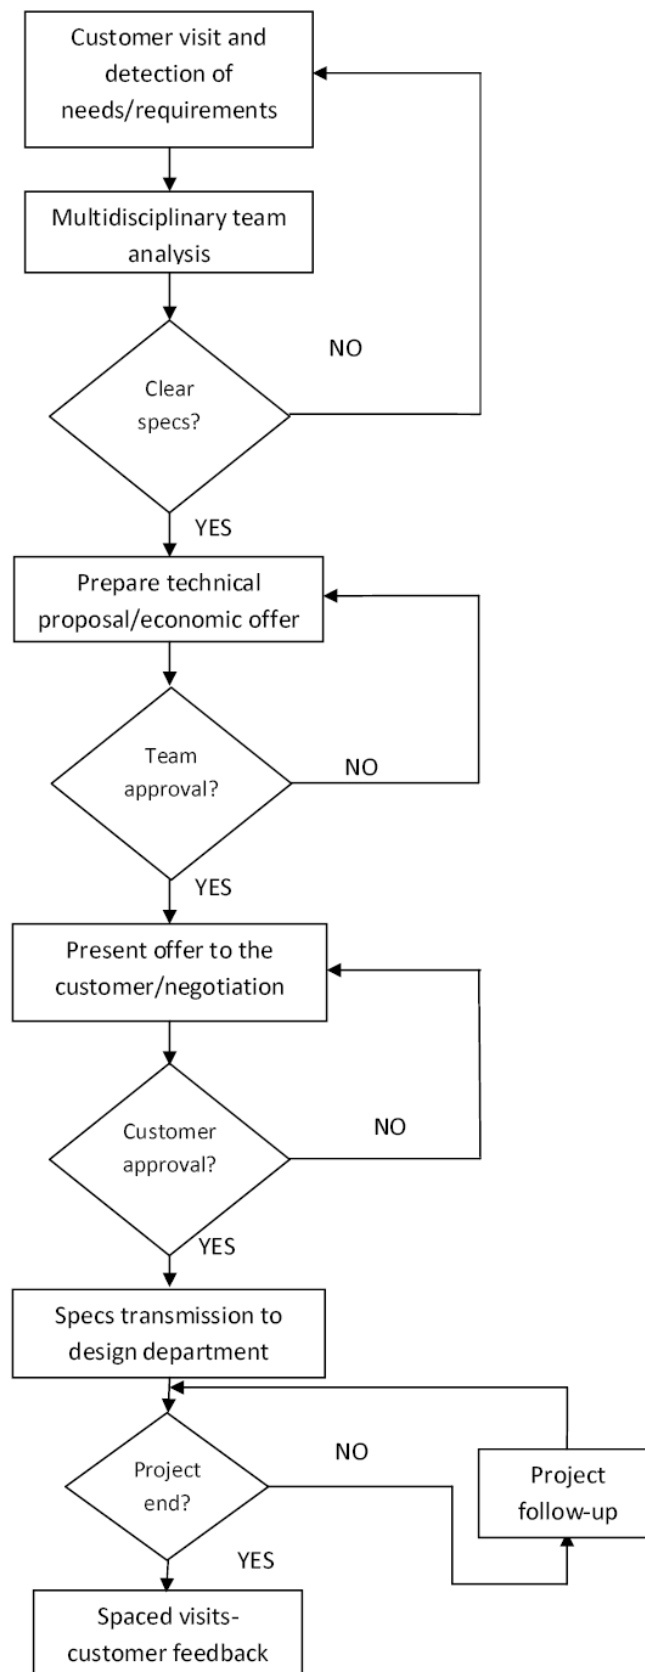 Customer visit and
detection of
needs/requirements
Multidisciplinary team
analysis
NO
Clear
specs?
YES
Prepare technical
proposal/economic offer
Team
approval?
NO
YES
Present offer to the
customer/negotiation
Customer
approval?
NO
YES
Specs transmission to
design department
NO
Project
end?
Project
follow-up
YES
Spaced visits-
customer feedback